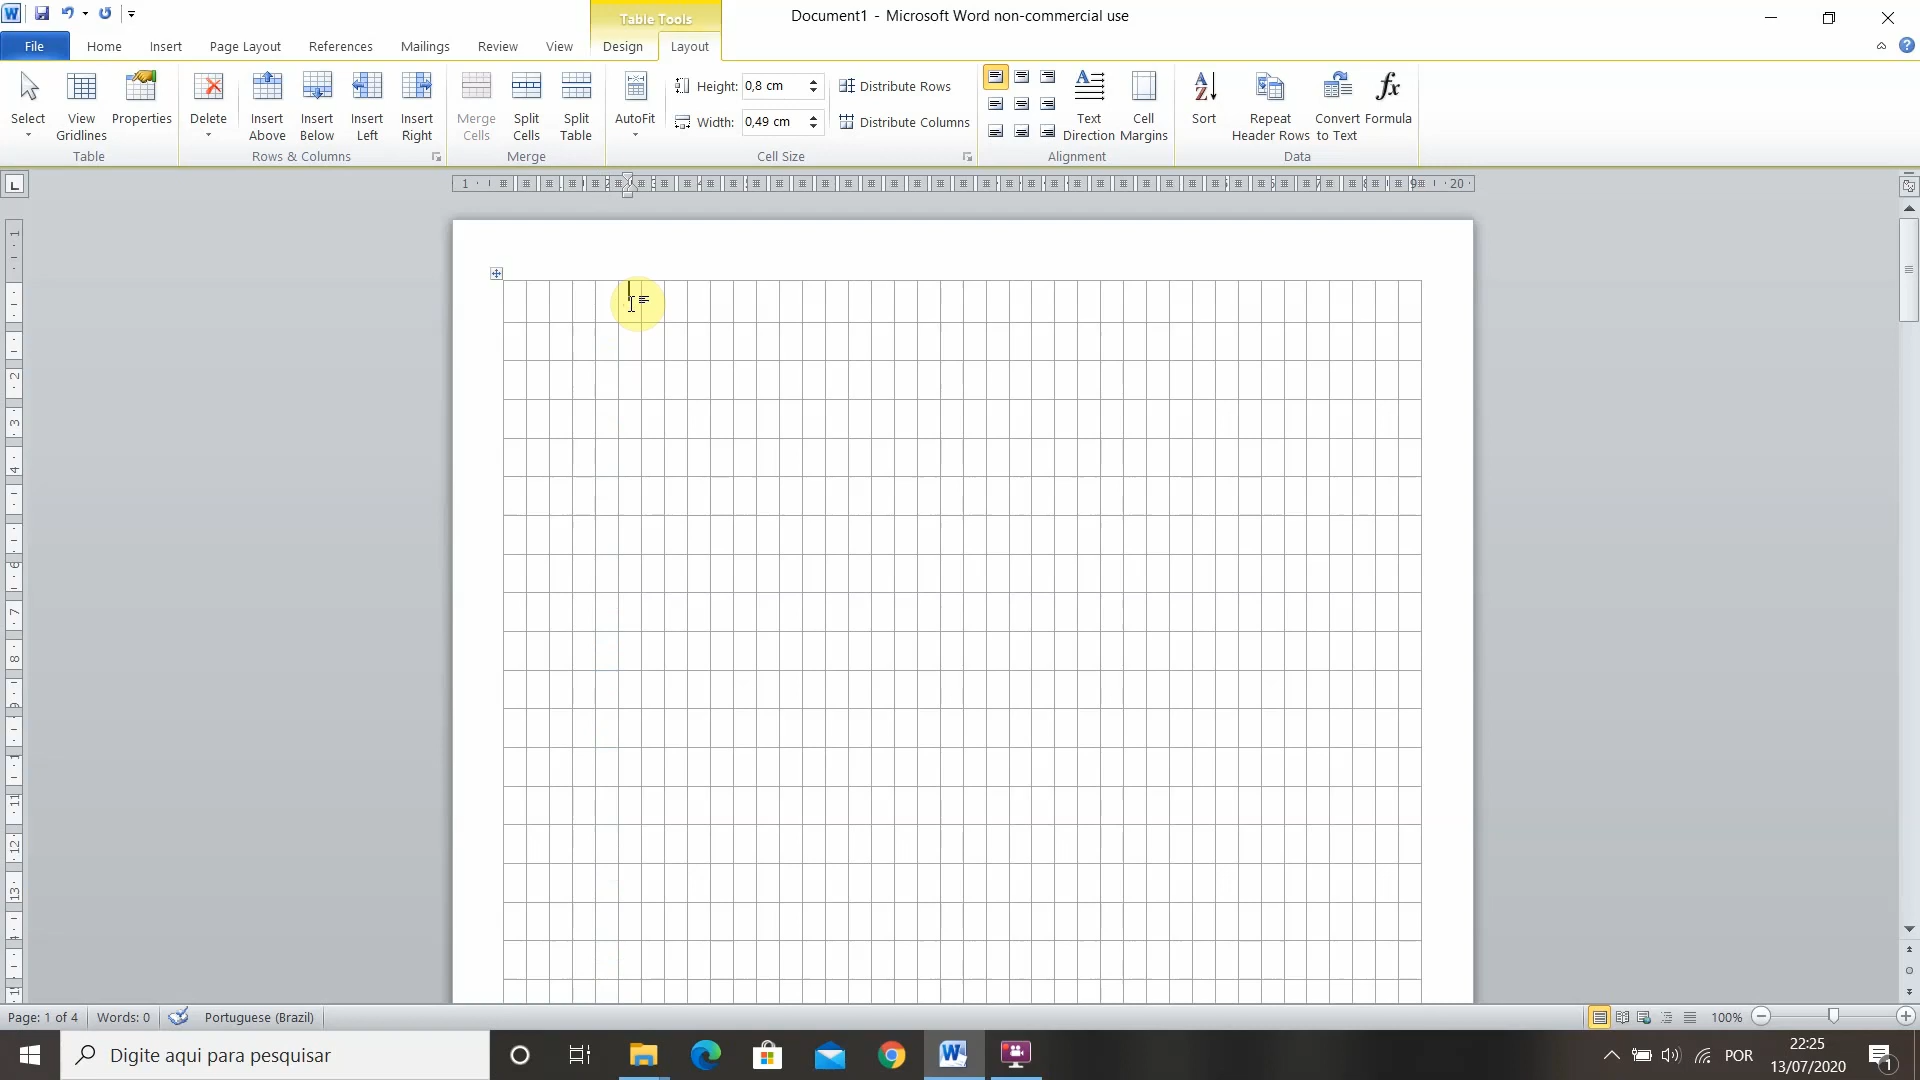 Table Tools
Document1 - Microsoft Word non-commercial use
File Home Insert Page Layout References Mailings Review View Design Layout
Select
View Gridlines
Properties
Table
Delete
Insert Above
Insert Below
Insert Left
Insert Right
Rows & Columns
Merge Cells
Split Cells
Split Table
Merge
AutoFit
Height: 0,8 cm
Width: 0,49 cm
Distribute Rows
Distribute Columns
Cell Size
Text Direction
Cell Margins
Alignment
Sort
Repeat Header Rows
Convert to Text
Formula
Data
Page: 1 of 4 Words: 0 Portuguese (Brazil) 100%
Digite aqui para pesquisar
POR
22:25
13/07/2020
1